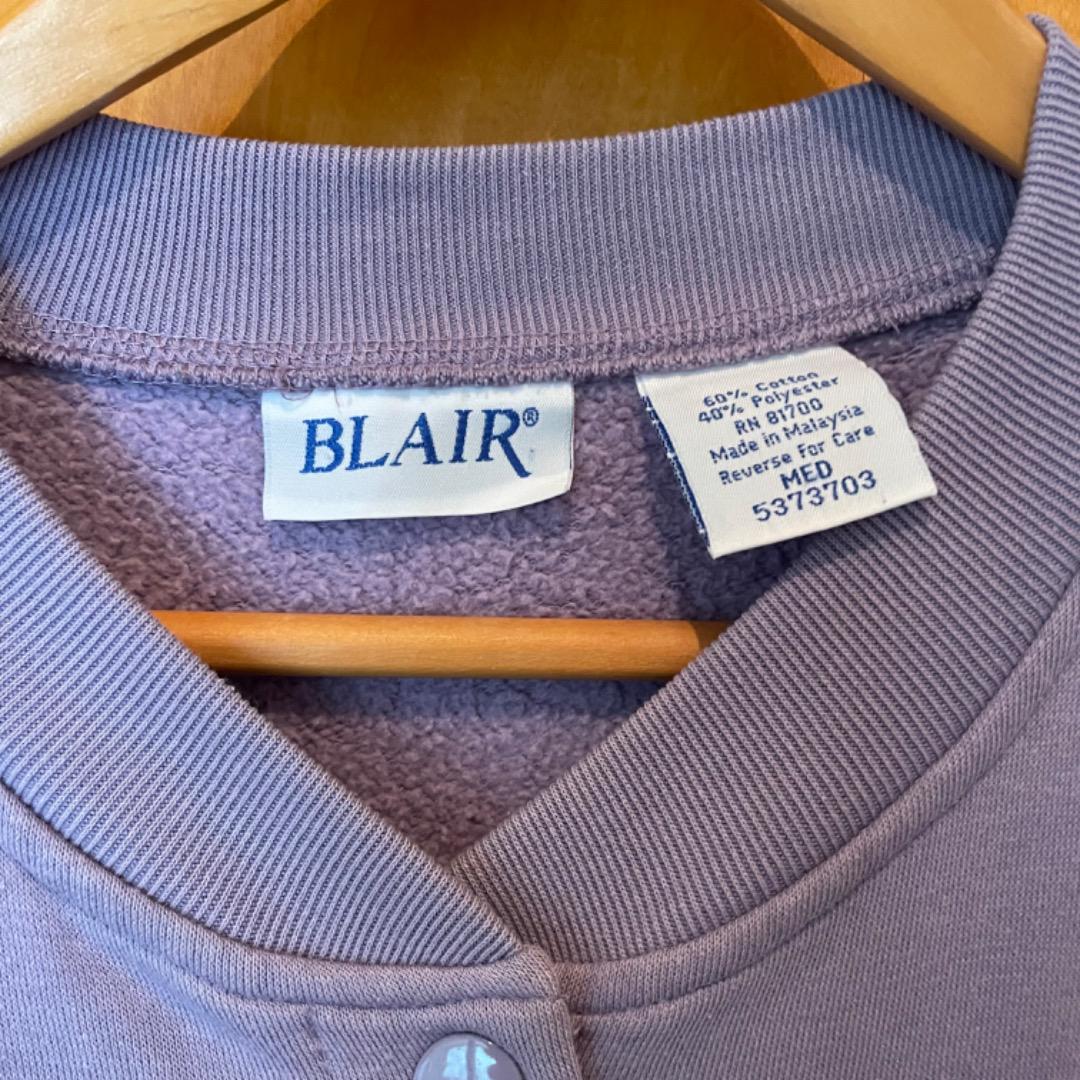 BLAIR®
60% Cotton
40% Polyester
RN 81700
Made in Malaysia
Reverse For Care
MED
5373703